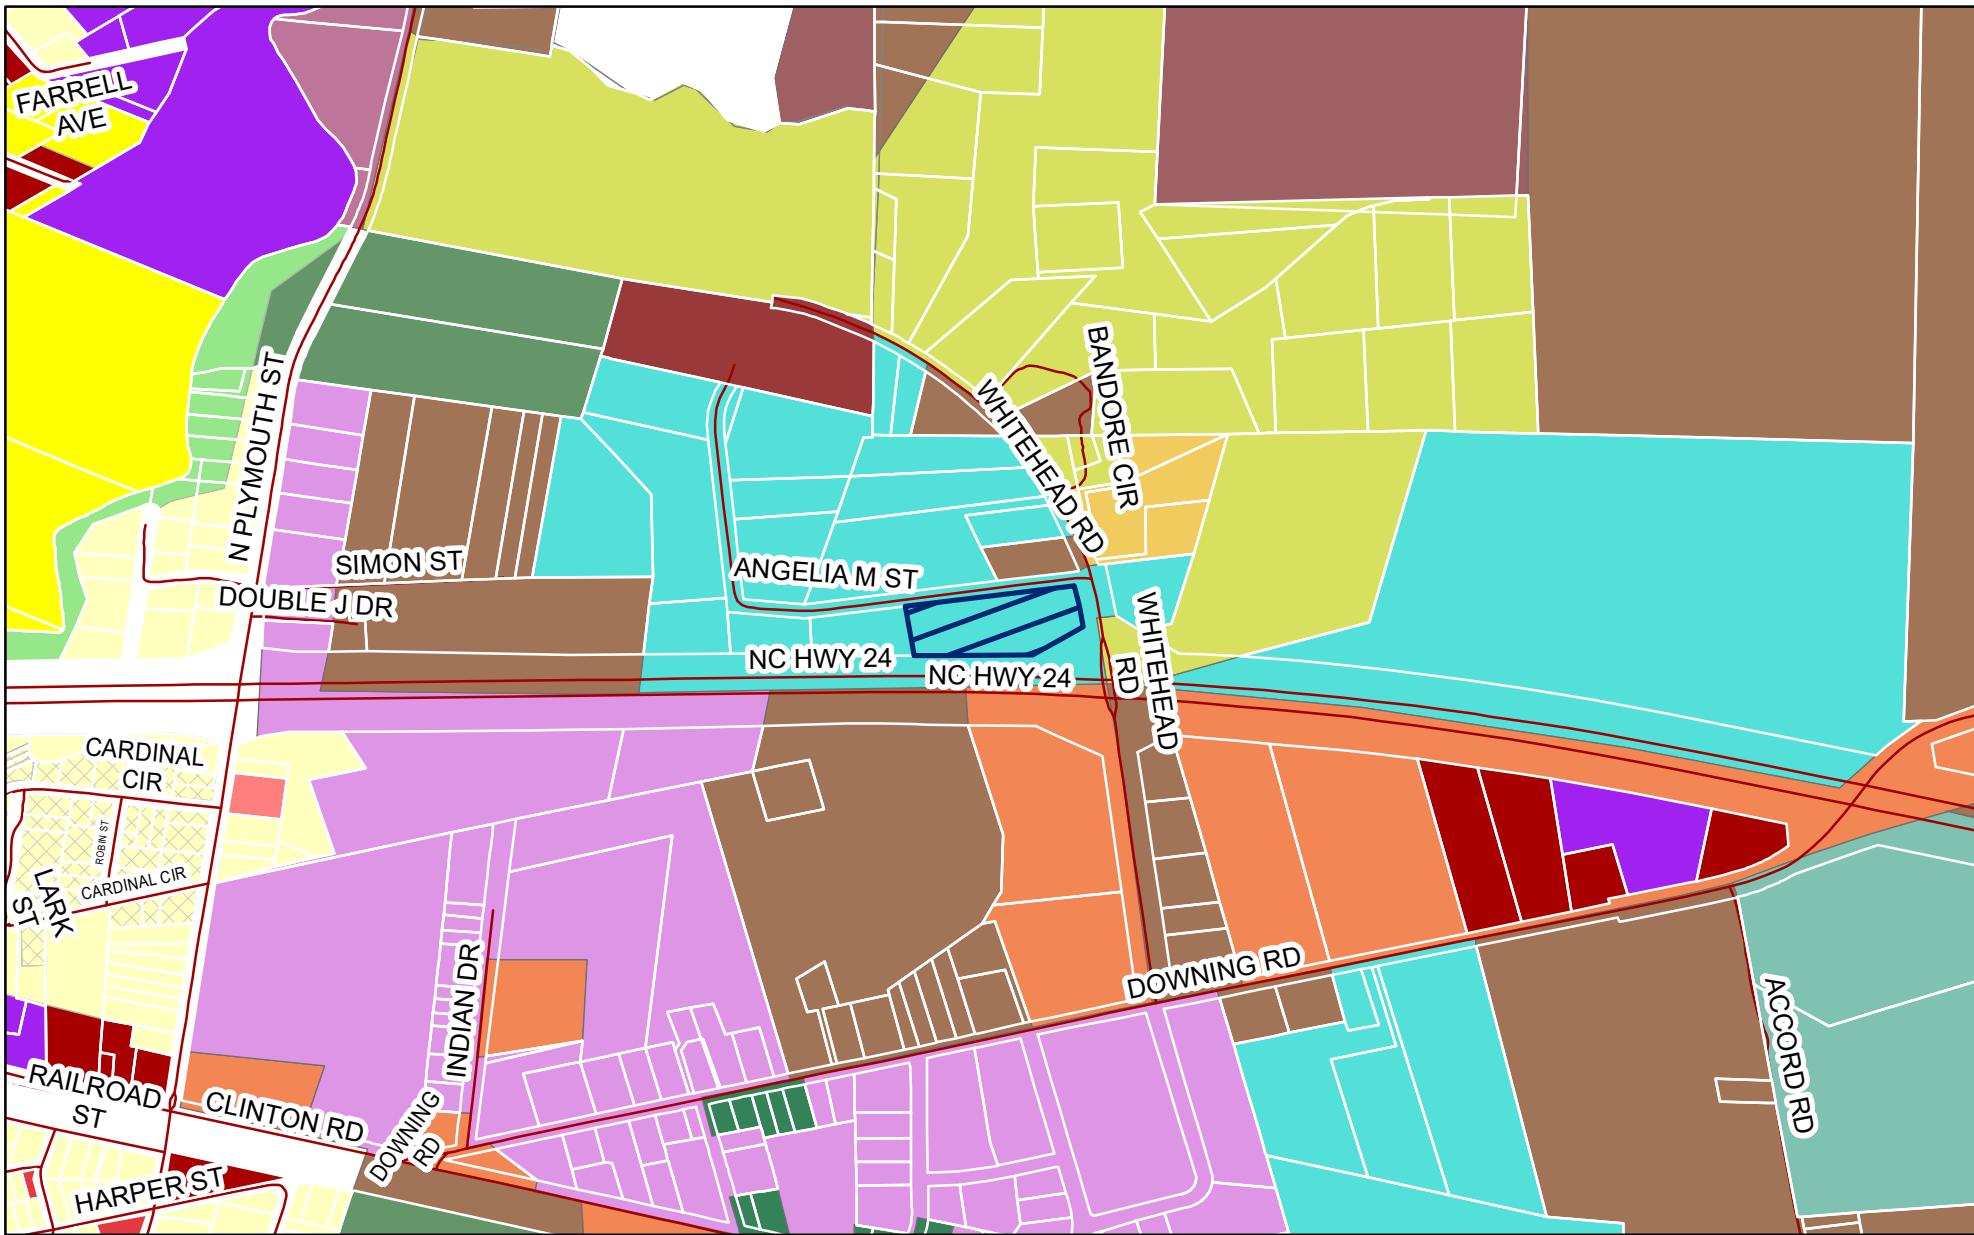 FARRELL
AVE
BANDORE CIR
N PLYMOUTH ST
WHITEHEAD RD
SIMON ST
ANGELIA M ST
DOUBLE J DR
WHITEHEAD
RD
NC HWY 24
NC HWY 24
CARDINAL
CIR
ROBIN ST
CARDINAL CIR
LARK
ST
INDIAN DR
DOWNING RD
ACCORD RD
RAILROAD
ST
CLINTON RD
DOWNING
RD
HARPER ST